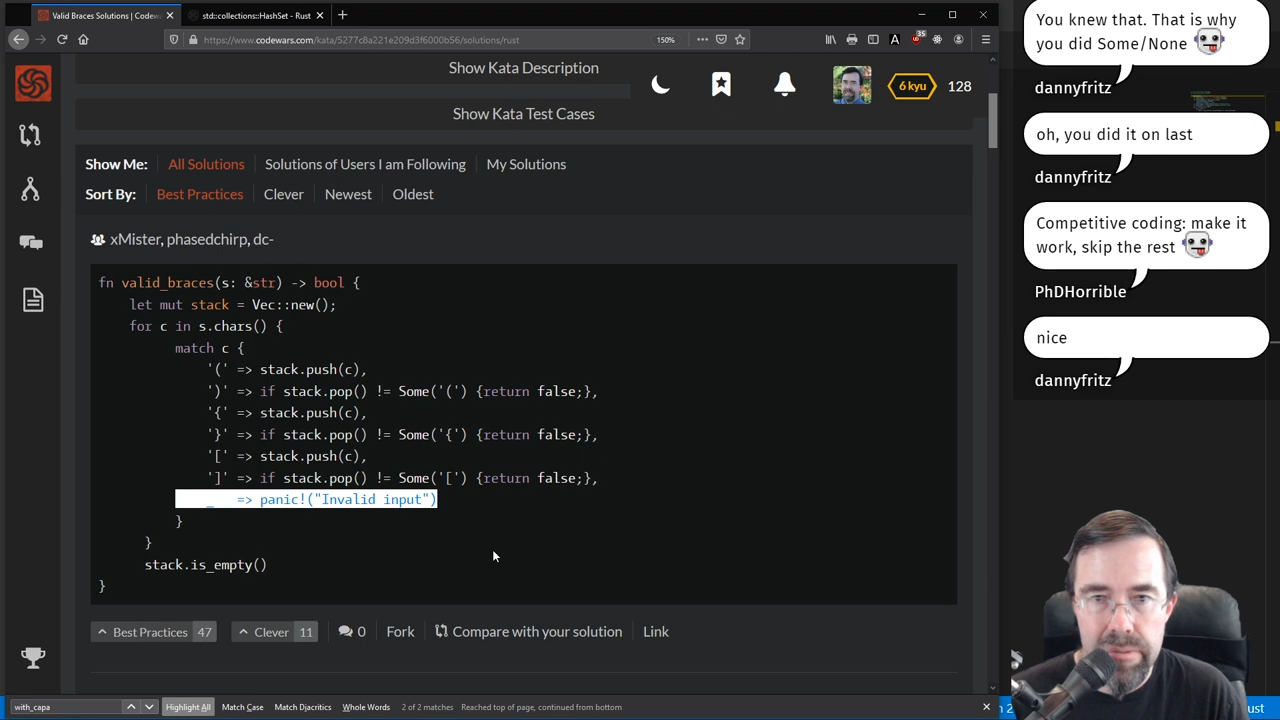 Valid Braces Solutions | Codew
std::collections::HashSet - Rust
https://www.codewars.com/kata/5277c8a221e209d3f6000b56/solutions/rust
150%
35
Show Kata Description
6 kyu
128
Show Kata Test Cases
Show Me: All Solutions Solutions of Users I am Following My Solutions
Sort By: Best Practices Clever Newest Oldest
xMister, phasedchirp, dc-
fn valid_braces(s: &str) -> bool {
let mut stack = Vec::new();
for c in s.chars() {
match c {
'(' => stack.push(c),
')' => if stack.pop() != Some('(') {return false;},
'{' => stack.push(c),
'}' => if stack.pop() != Some('{') {return false;},
'[' => stack.push(c),
']' => if stack.pop() != Some('[') {return false;},
_ => panic!("Invalid input")
}
}
stack.is_empty()
}
Best Practices 47 Clever 11 0 Fork Compare with your solution Link
with_capa Highlight All Match Case Match Diacritics Whole Words 2 of 2 matches Reached top of page, continued from bottom
You knew that. That is why
you did Some/None
dannyfritz
oh, you did it on last
dannyfritz
Competitive coding: make it
work, skip the rest
PhDHorrible
nice
dannyfritz
n 2
ust